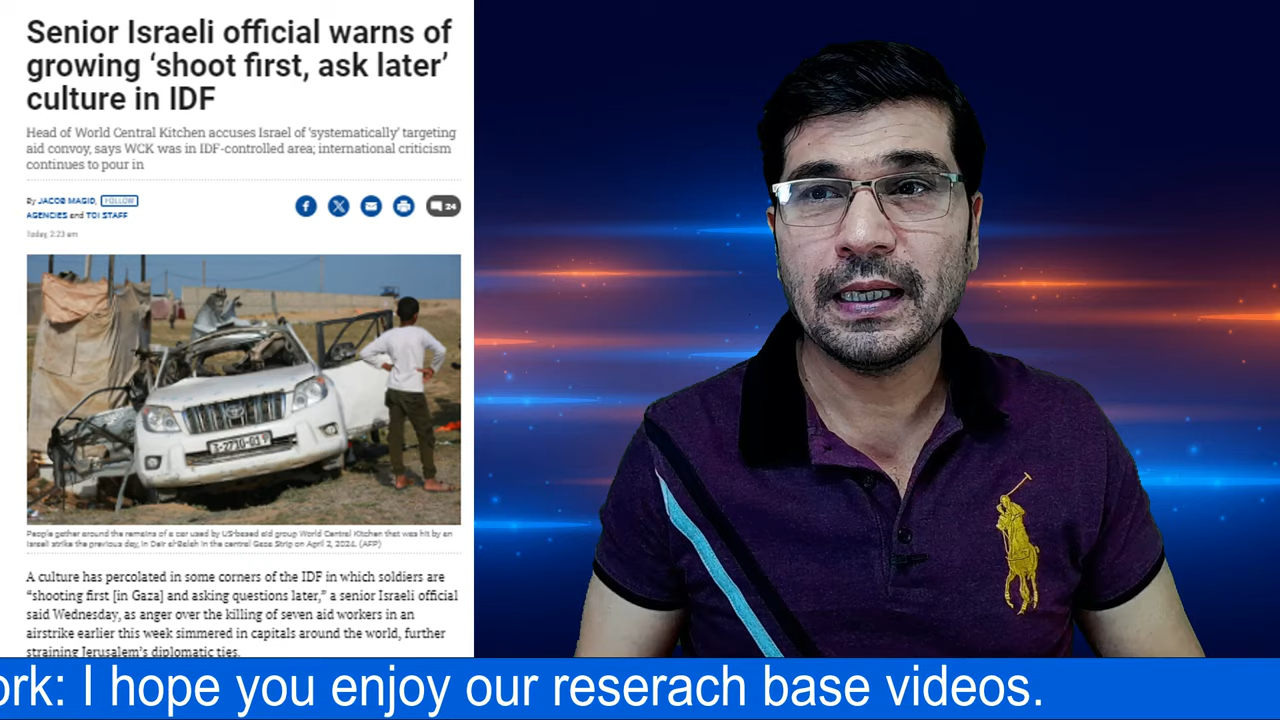 Senior Israeli official warns of
growing ‘shoot first, ask later’
culture in IDF
Head of World Central Kitchen accuses Israel of ‘systematically’ targeting
aid convoy, says WCK was in IDF-controlled area; international criticism
continues to pour in
By JACOB MAGID, FOLLOW
AGENCIES and TOI STAFF
24
Today, 2:23 am
People gather around the remains of a car used by US-based aid group World Central Kitchen that was hit by an
Israeli strike the previous day, in Deir el-Balah in the central Gaza Strip on April 2, 2024. (AFP)
A culture has percolated in some corners of the IDF in which soldiers are
“shooting first [in Gaza] and asking questions later,” a senior Israeli official
said Wednesday, as anger over the killing of seven aid workers in an
airstrike earlier this week simmered in capitals around the world, further
straining Jerusalem’s diplomatic ties.
ork: I hope you enjoy our reserach base videos.